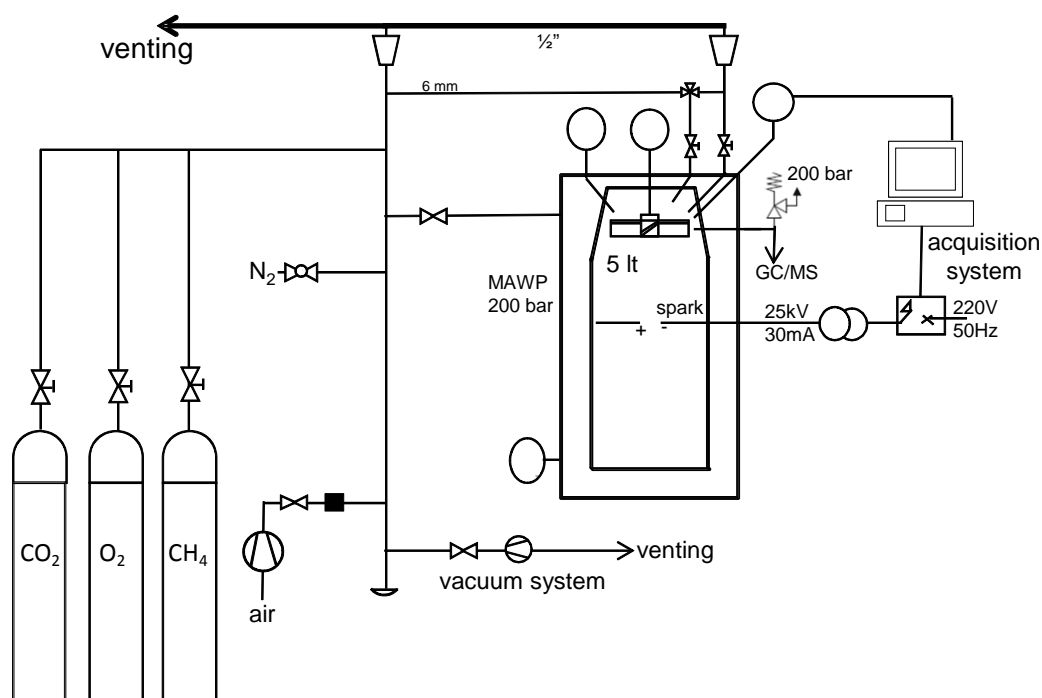 venting
½”
6 mm
200 bar
acquisition
system
GC/MS
5 lt
MAWP
200 bar
N₂
spark
+
-
25kV
30mA
220V
50Hz
CO₂
O₂
CH₄
venting
vacuum system
air